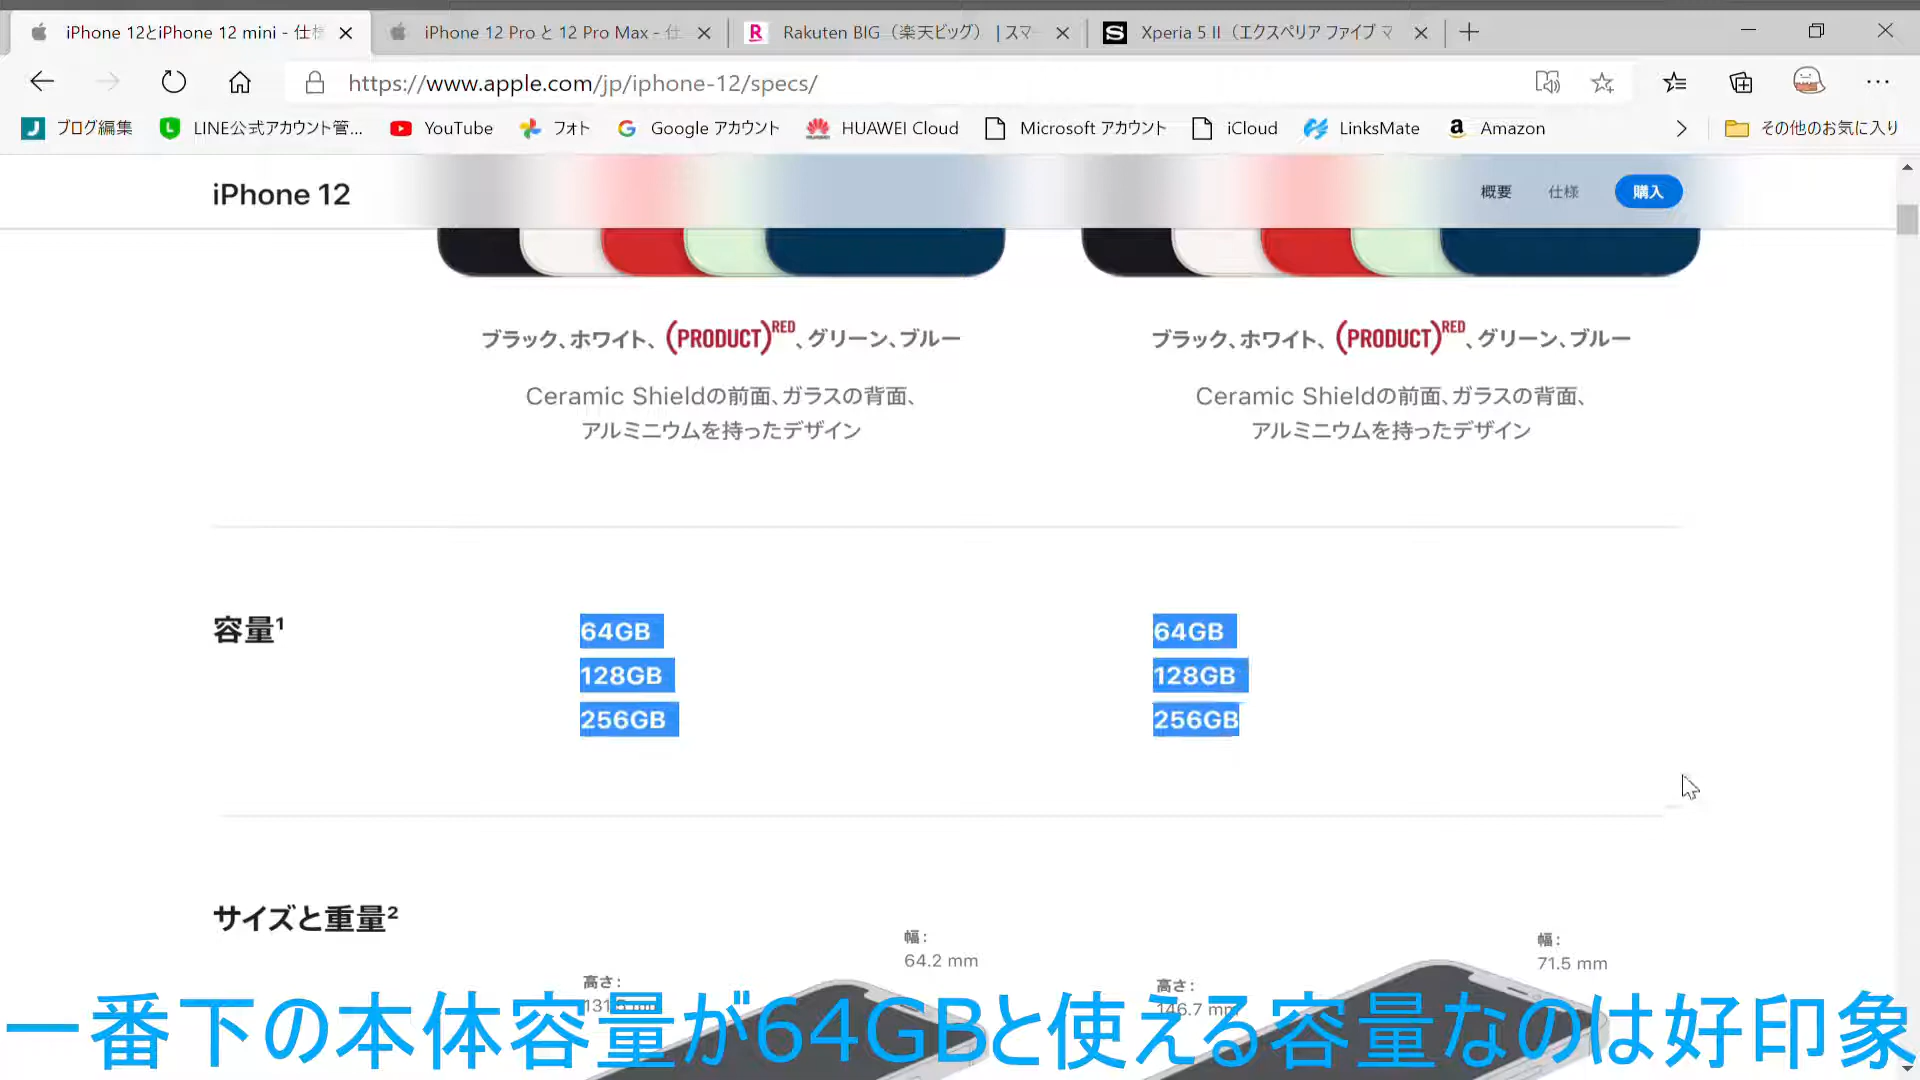 iPhone 12とiPhone 12 mini - 仕様
iPhone 12 Pro と 12 Pro Max - 仕
Rakuten BIG（楽天ビッグ） | スマ
Xperia 5 II（エクスペリア ファイブ マ
https://www.apple.com/jp/iphone-12/specs/
ブログ編集
LINE公式アカウント管...
YouTube
フォト
Google アカウント
HUAWEI Cloud
Microsoft アカウント
iCloud
LinksMate
Amazon
その他のお気に入り
iPhone 12
概要
仕様
購入
ブラック、ホワイト、(PRODUCT)RED、グリーン、ブルー
ブラック、ホワイト、(PRODUCT)RED、グリーン、ブルー
Ceramic Shieldの前面、ガラスの背面、
アルミニウムを持ったデザイン
Ceramic Shieldの前面、ガラスの背面、
アルミニウムを持ったデザイン
容量¹
64GB
128GB
256GB
64GB
128GB
256GB
サイズと重量²
幅：
64.2 mm
高さ：
131.5 mm
幅：
71.5 mm
高さ：
146.7 mm
一番下の本体容量が64GBと使える容量なのは好印象